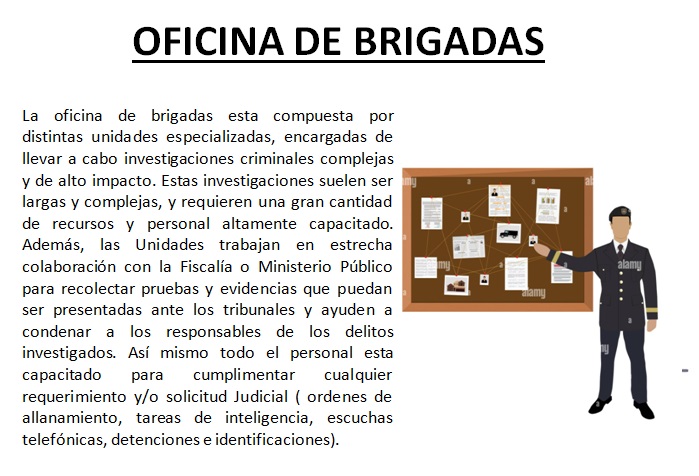 OFICINA DE BRIGADAS
La oficina de brigadas esta compuesta por
distintas unidades especializadas, encargadas de
llevar a cabo investigaciones criminales complejas
y de alto impacto. Estas investigaciones suelen ser
largas y complejas, y requieren una gran cantidad
de recursos y personal altamente capacitado.
Además, las Unidades trabajan en estrecha
colaboración con la Fiscalía o Ministerio Público
para recolectar pruebas y evidencias que puedan
ser presentadas ante los tribunales y ayuden a
condenar a los responsables de los delitos
investigados. Así mismo todo el personal esta
capacitado para cumplimentar cualquier
requerimiento y/o solicitud Judicial ( ordenes de
allanamiento, tareas de inteligencia, escuchas
telefónicas, detenciones e identificaciones).
alamy
alamy